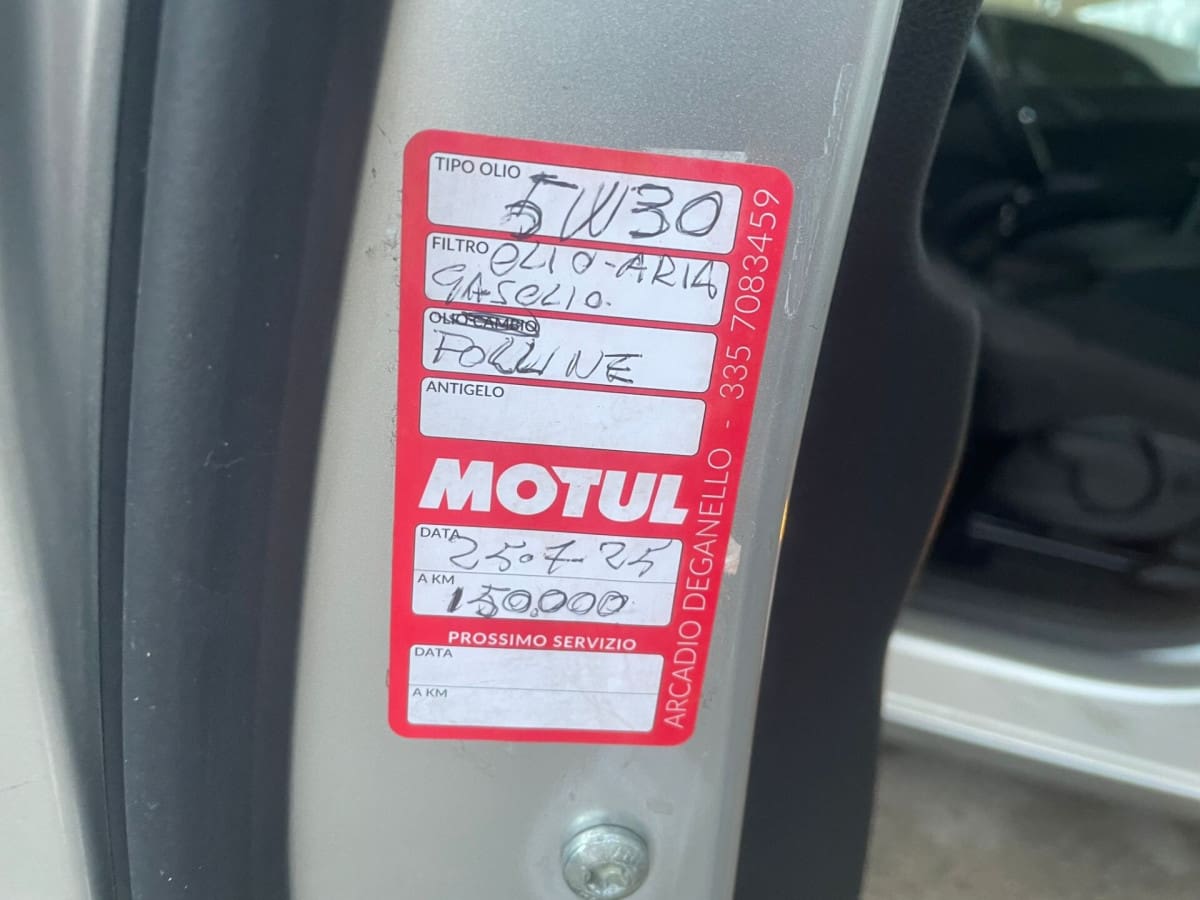 TIPO OLIO
5W30
FILTRO OLIO-ARIA
GASOLIO.
OLIO CAMBIO
POLLINE
ANTIGELO
MOTUL
DATA 25.7-25
A KM 150.000
PROSSIMO SERVIZIO
DATA
A KM
ARCADIO DEGANELLO - 335 7083459